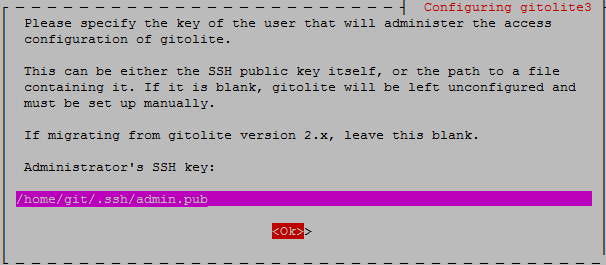 Configuring gitolite3
Please specify the key of the user that will administer the access
configuration of gitolite.
This can be either the SSH public key itself, or the path to a file
containing it. If it is blank, gitolite will be left unconfigured and
must be set up manually.
If migrating from gitolite version 2.x, leave this blank.
Administrator's SSH key:
/home/git/.ssh/admin.pub
<Ok>>